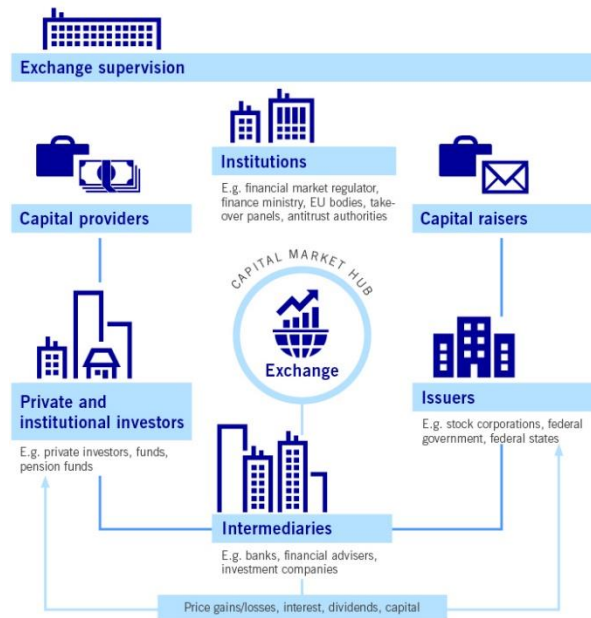 Exchange supervision
Institutions
E.g. financial market regulator,
finance ministry, EU bodies, take-
over panels, antitrust authorities
Capital providers
Capital raisers
CAPITAL MARKET HUB
Exchange
Private and
institutional investors
E.g. private investors, funds,
pension funds
Issuers
E.g. stock corporations, federal
government, federal states
Intermediaries
E.g. banks, financial advisers,
investment companies
Price gains/losses, interest, dividends, capital